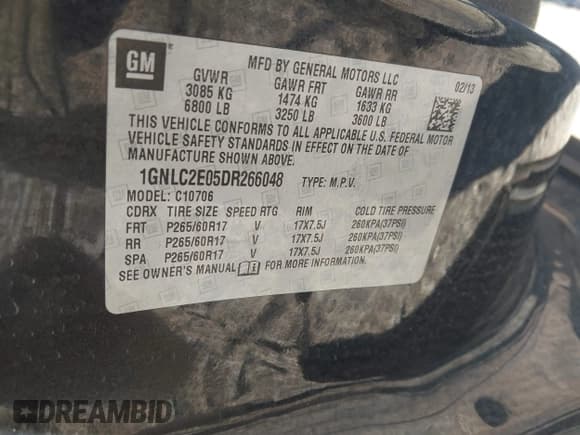 GM
MFD BY GENERAL MOTORS LLC
02/13
GVWR GAWR FRT GAWR RR
3085 KG 1474 KG 1633 KG
6800 LB 3250 LB 3600 LB
THIS VEHICLE CONFORMS TO ALL APPLICABLE U.S. FEDERAL MOTOR
VEHICLE SAFETY STANDARDS IN EFFECT ON THE DATE OF
MANUFACTURE SHOWN ABOVE.
1GNLC2E05DR266048 TYPE: M.P.V.
MODEL: C10706
CDRX TIRE SIZE SPEED RTG RIM COLD TIRE PRESSURE
FRT P265/60R17 V 17X7.5J 260KPA(37PSI)
RR P265/60R17 V 17X7.5J 260KPA(37PSI)
SPA P265/60R17 V 17X7.5J 260KPA(37PSI)
SEE OWNER'S MANUAL FOR MORE INFORMATION.
DREAMBID